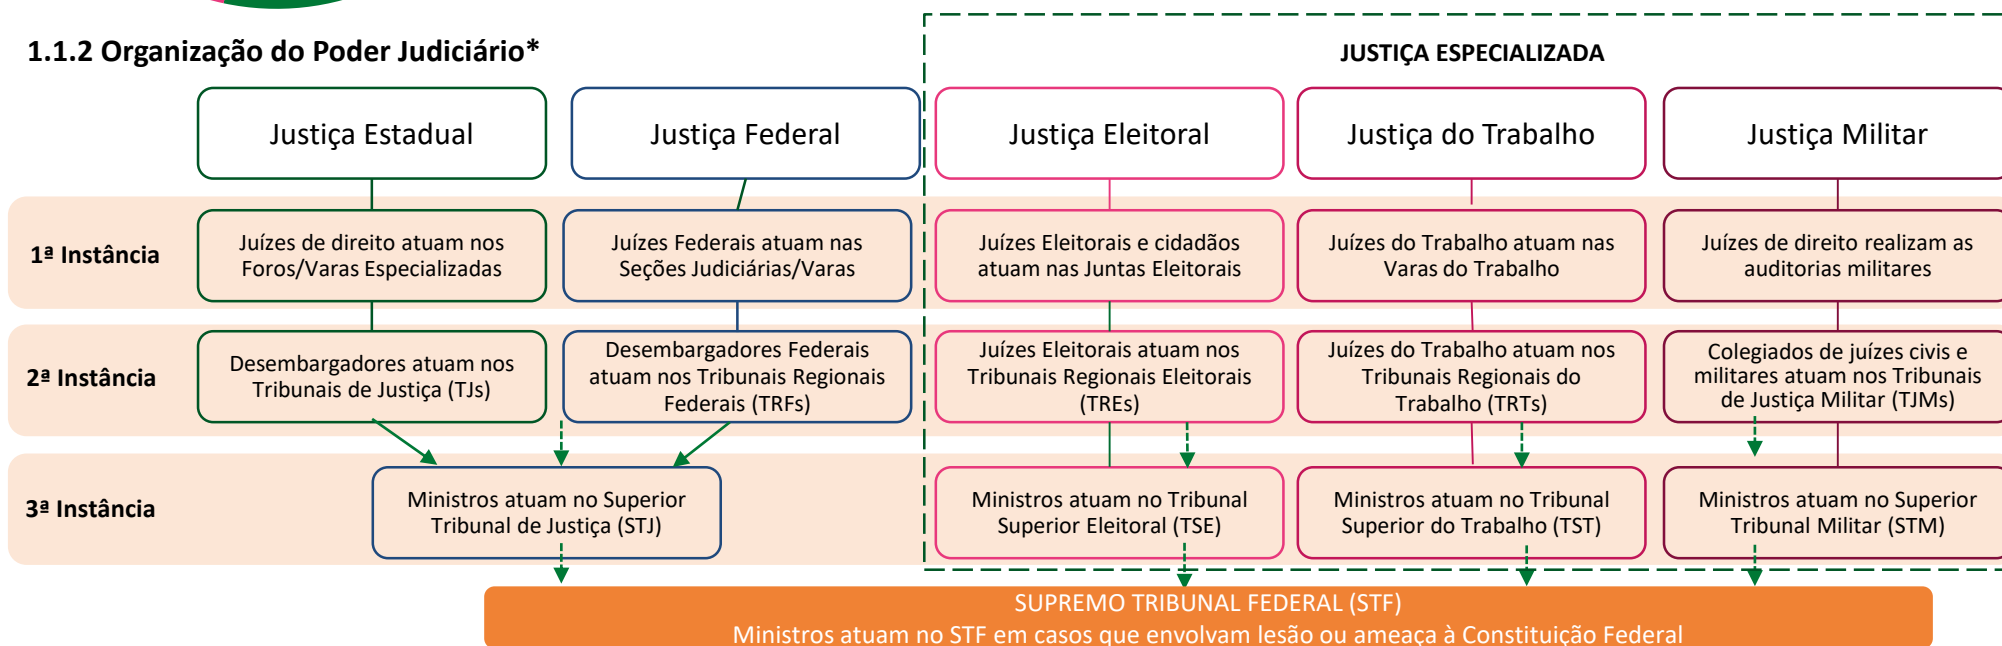 1.1.2 Organização do Poder Judiciário*
JUSTIÇA ESPECIALIZADA
Justiça Estadual
Justiça Federal
Justiça Eleitoral
Justiça do Trabalho
Justiça Militar
1ª Instância
Juízes de direito atuam nos
Foros/Varas Especializadas
Juízes Federais atuam nas
Seções Judiciárias/Varas
Juízes Eleitorais e cidadãos
atuam nas Juntas Eleitorais
Juízes do Trabalho atuam nas
Varas do Trabalho
Juízes de direito realizam as
auditorias militares
2ª Instância
Desembargadores atuam nos
Tribunais de Justiça (TJs)
Desembargadores Federais
atuam nos Tribunais Regionais
Federais (TRFs)
Juízes Eleitorais atuam nos
Tribunais Regionais Eleitorais
(TREs)
Juízes do Trabalho atuam nos
Tribunais Regionais do
Trabalho (TRTs)
Colegiados de juízes civis e
militares atuam nos Tribunais
de Justiça Militar (TJMs)
3ª Instância
Ministros atuam no Superior
Tribunal de Justiça (STJ)
Ministros atuam no Tribunal
Superior Eleitoral (TSE)
Ministros atuam no Tribunal
Superior do Trabalho (TST)
Ministros atuam no Superior
Tribunal Militar (STM)
SUPREMO TRIBUNAL FEDERAL (STF)
Ministros atuam no STF em casos que envolvam lesão ou ameaça à Constituição Federal